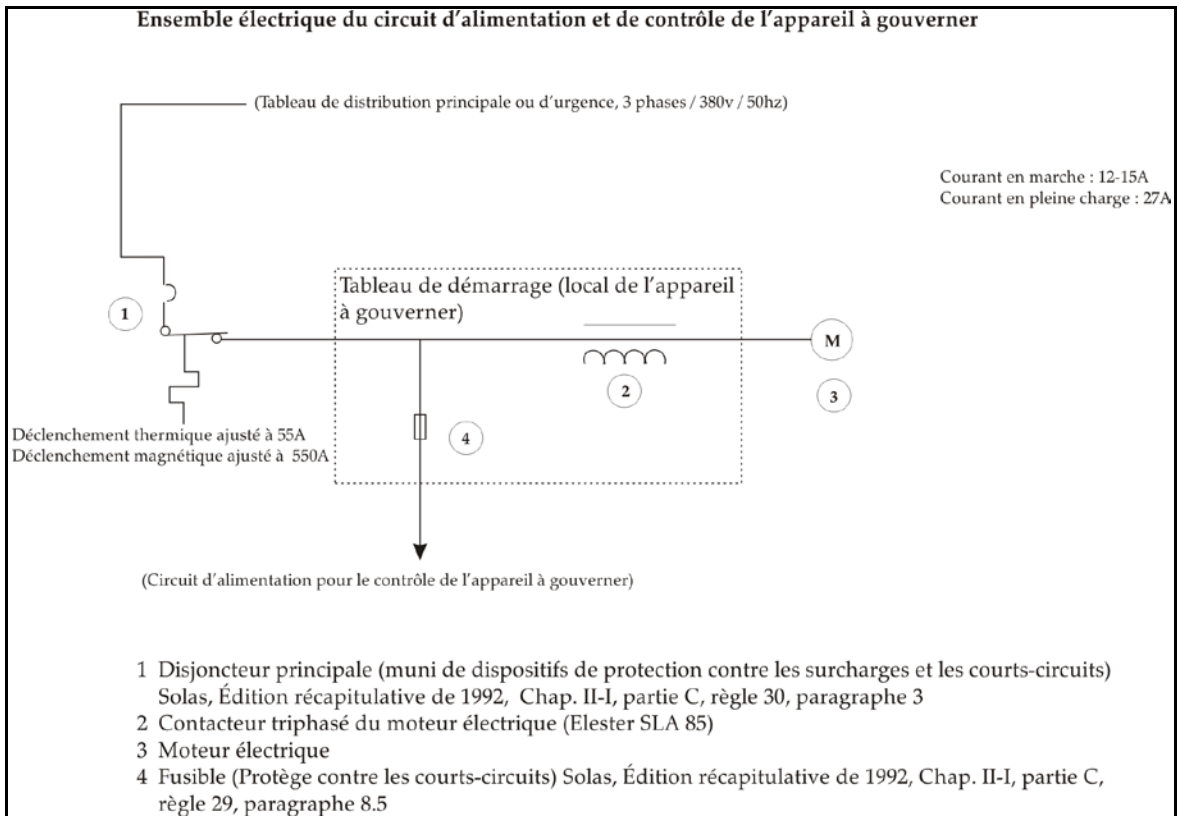 Ensemble électrique du circuit d'alimentation et de contrôle de l'appareil à gouverner
(Tableau de distribution principale ou d'urgence, 3 phases / 380v / 50hz)
Courant en marche : 12-15A
Courant en pleine charge : 27A
Tableau de démarrage (local de l'appareil
à gouverner)
1
M
2
3
4
Déclenchement thermique ajusté à 55A
Déclenchement magnétique ajusté à 550A
(Circuit d'alimentation pour le contrôle de l'appareil à gouverner)
1 Disjoncteur principale (muni de dispositifs de protection contre les surcharges et les courts-circuits)
Solas, Édition récapitulative de 1992, Chap. II-I, partie C, règle 30, paragraphe 3
2 Contacteur triphasé du moteur électrique (Elester SLA 85)
3 Moteur électrique
4 Fusible (Protège contre les courts-circuits) Solas, Édition récapitulative de 1992, Chap. II-I, partie C,
règle 29, paragraphe 8.5